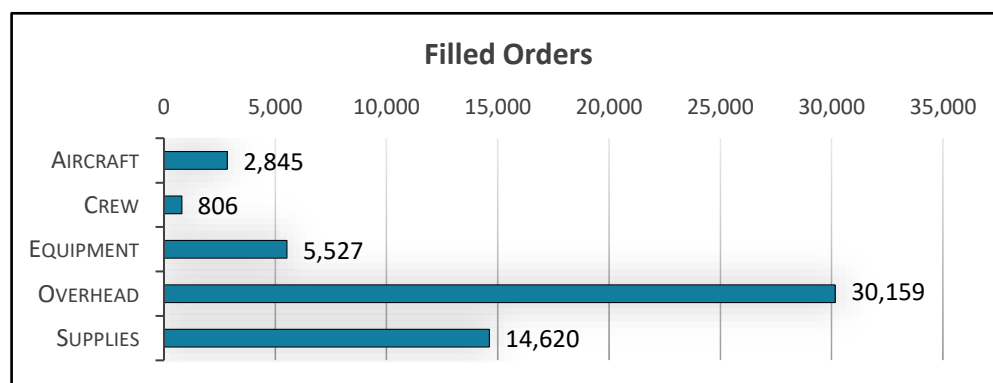 Filled Orders
0 5,000 10,000 15,000 20,000 25,000 30,000 35,000
AIRCRAFT 2,845
CREW 806
EQUIPMENT 5,527
OVERHEAD 30,159
SUPPLIES 14,620